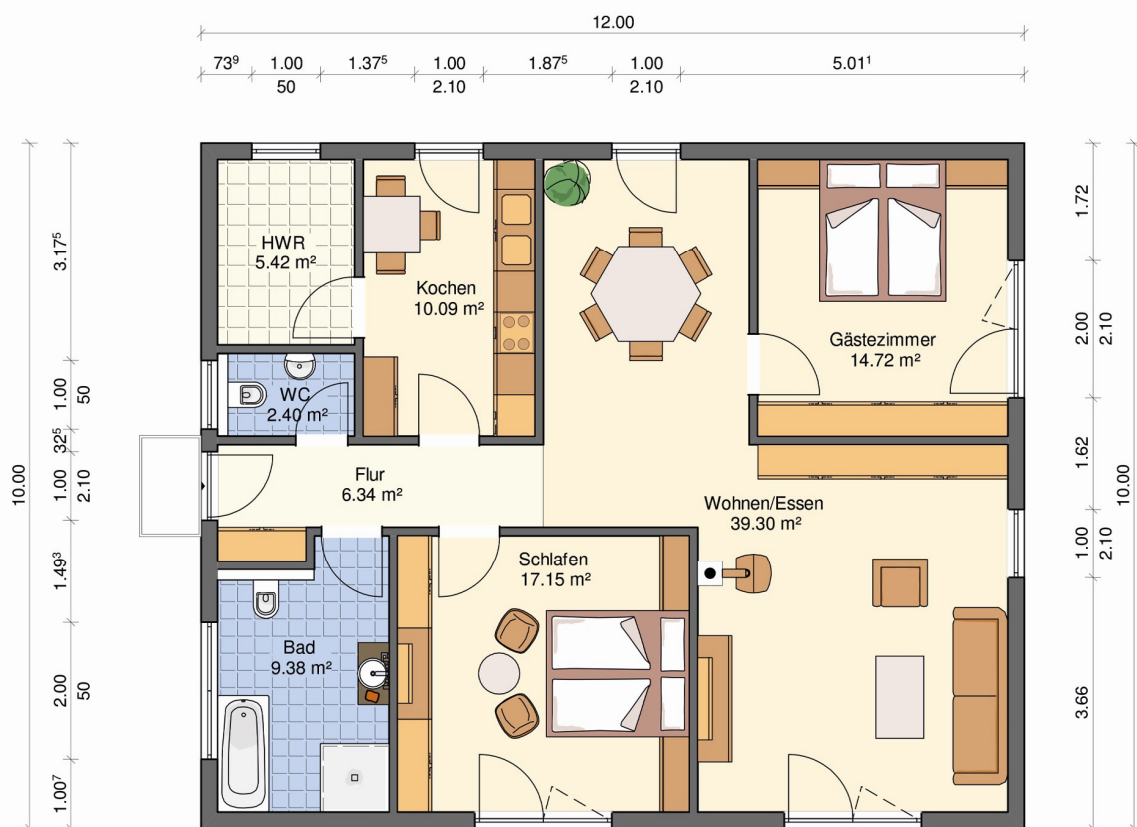 12.00
73⁹ 1.00 1.37⁵ 1.00 1.87⁵ 1.00 5.01¹
50 2.10 2.10
10.00
3.17⁵
1.00
50
32⁵
1.00
2.10
1.49³
2.00
50
1.00⁷
HWR
5.42 m²
Kochen
10.09 m²
WC
2.40 m²
Flur
6.34 m²
Gästezimmer
14.72 m²
Wohnen/Essen
39.30 m²
Schlafen
17.15 m²
Bad
9.38 m²
1.72
2.00
2.10
1.62
1.00
2.10
3.66
10.00